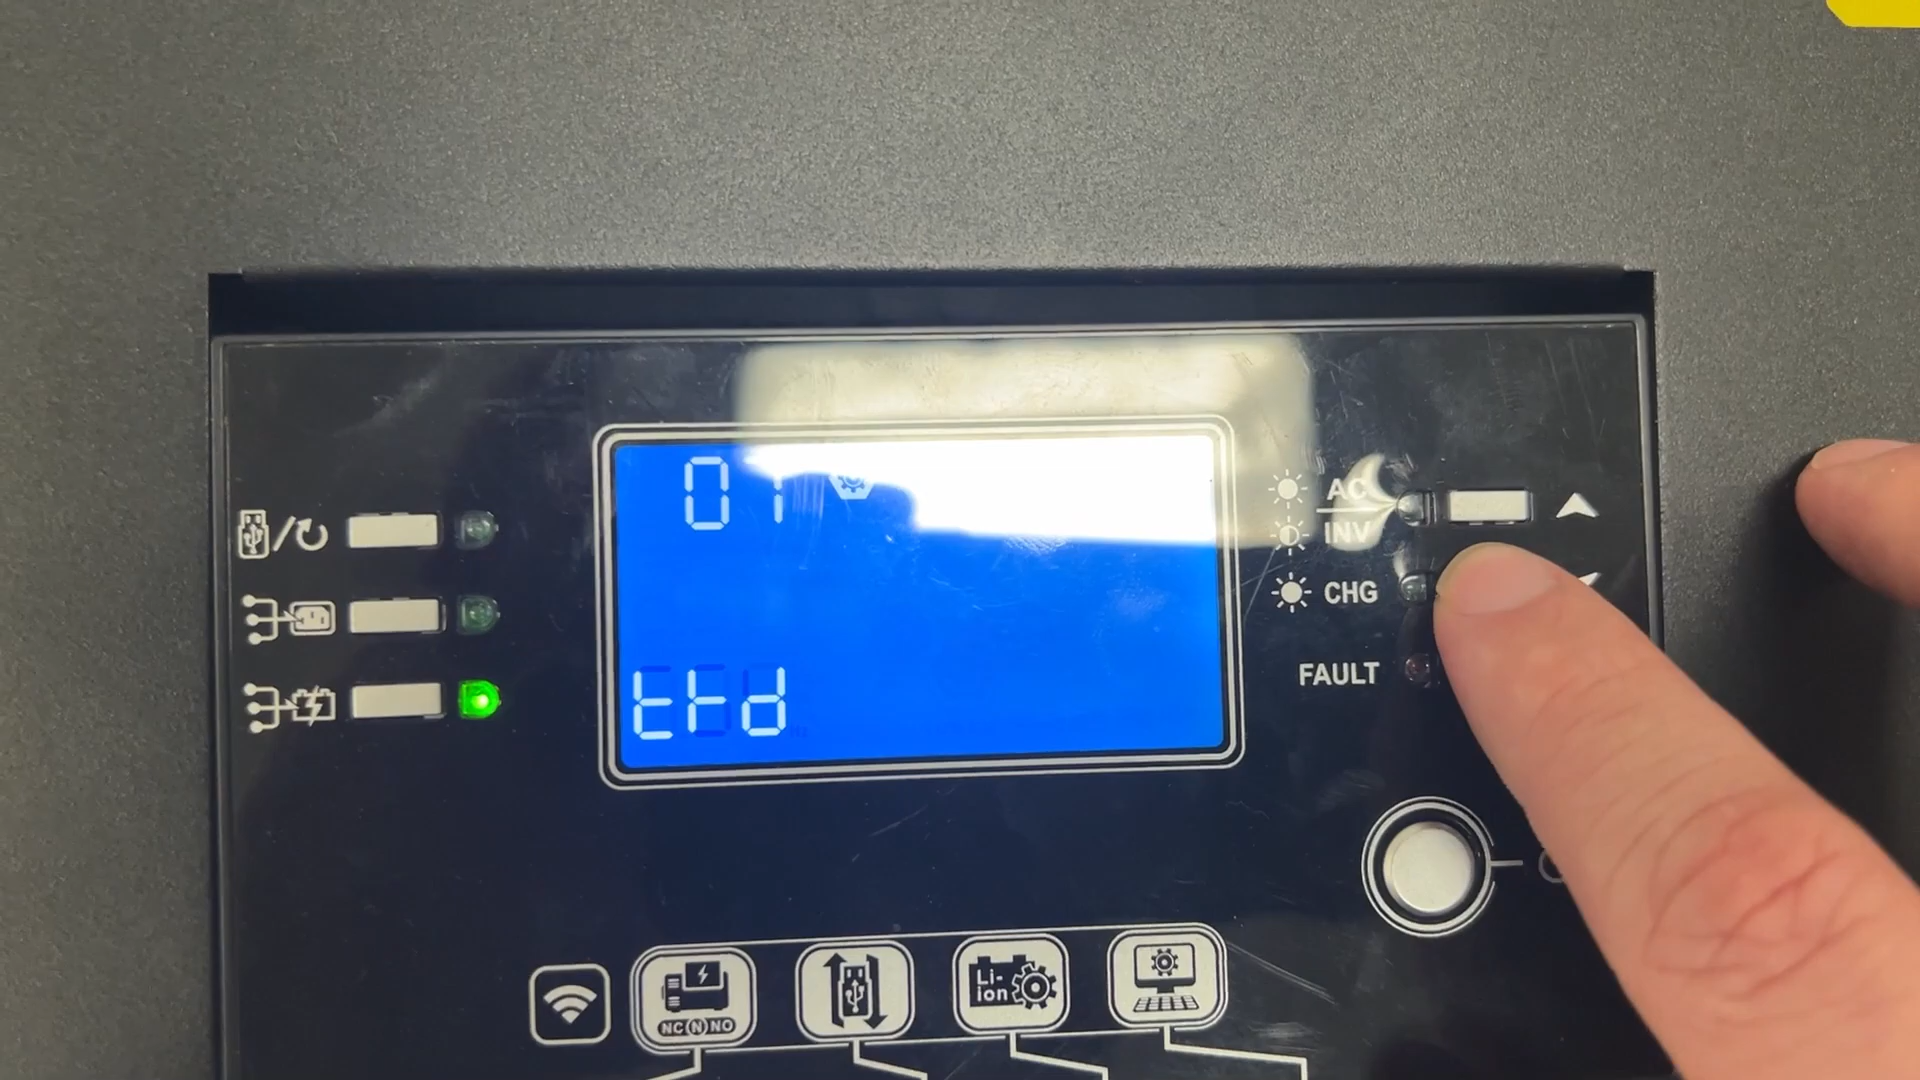 01
AC
INV
CHG
FAULT
ttd
Li-
ion
NC N NO